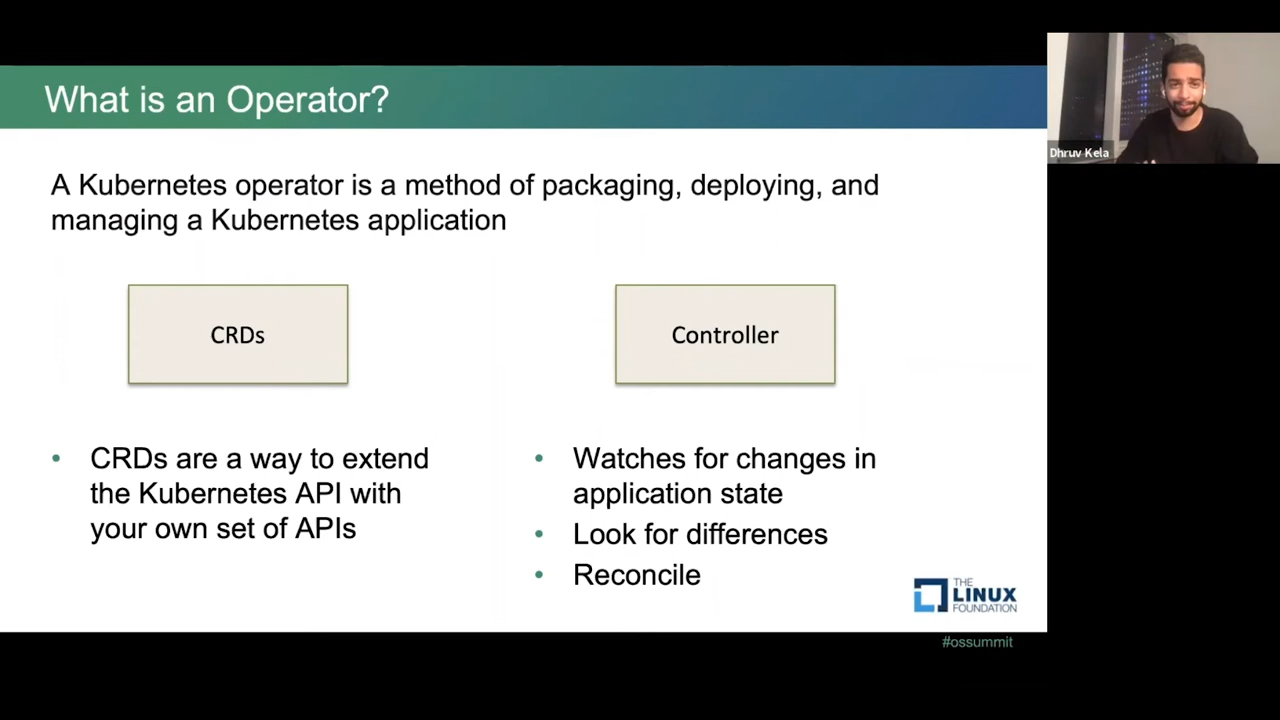 What is an Operator?
Dhruv Kela
A Kubernetes operator is a method of packaging, deploying, and
managing a Kubernetes application
CRDs
Controller
• CRDs are a way to extend
the Kubernetes API with
your own set of APIs
• Watches for changes in
application state
• Look for differences
• Reconcile
THE
LINUX
FOUNDATION
#ossummit